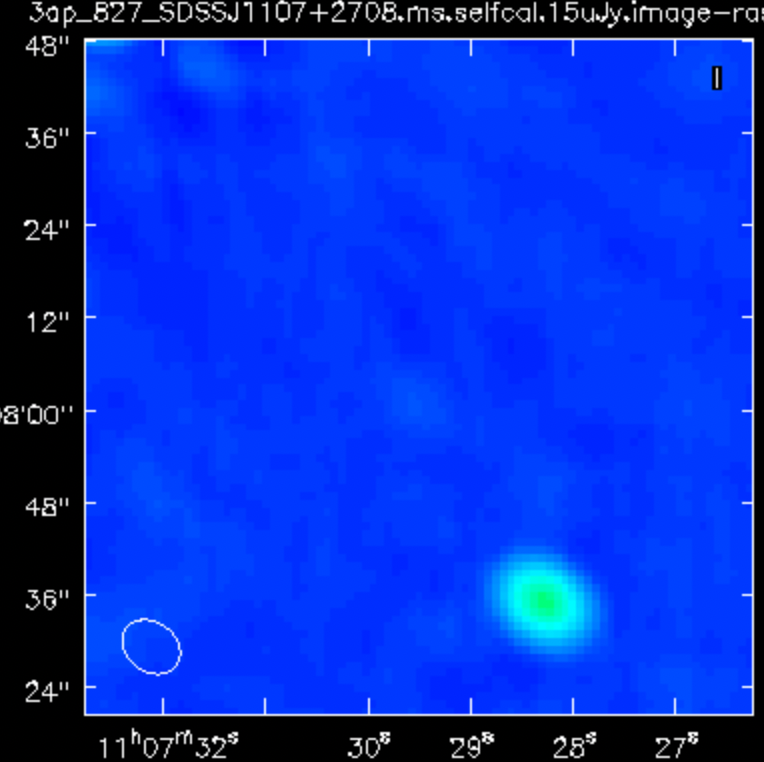 3ap_827_SDSSJ1107+2708.ms.selfcal.15uJy.image-ras
I
48"
36"
24"
12"
08'00"
48"
36"
24"
11ʰ07ᵐ32ˢ 30ˢ 29ˢ 28ˢ 27ˢ